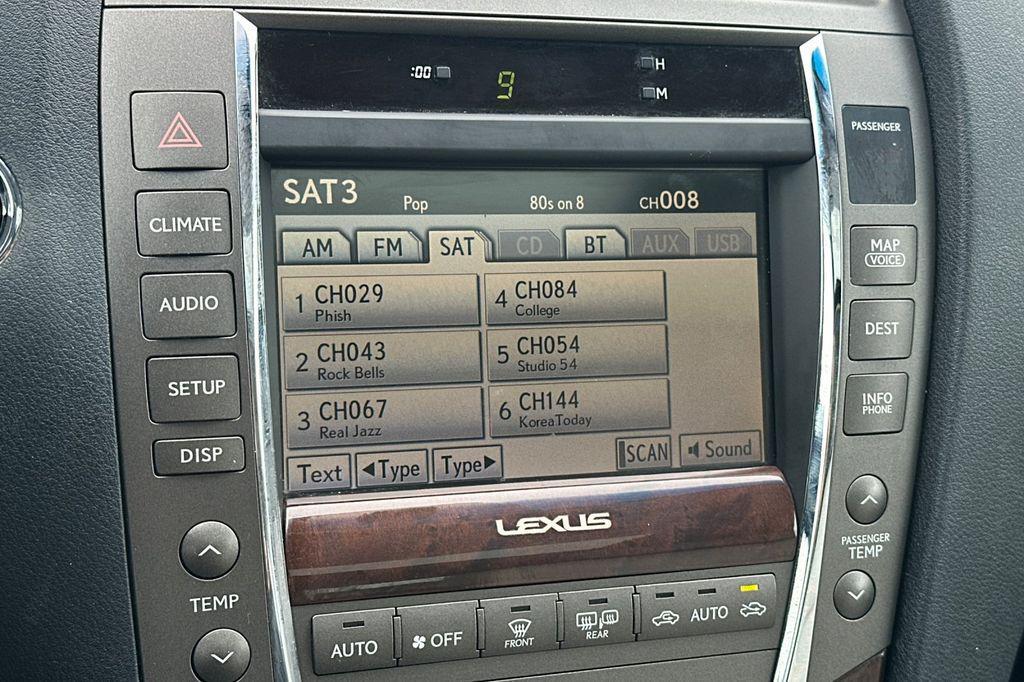 :00 9 H
M
PASSENGER
SAT3 Pop 80s on 8 CH008
AM FM SAT CD BT AUX USB
1 CH029
Phish
4 CH084
College
2 CH043
Rock Bells
5 CH054
Studio 54
3 CH067
Real Jazz
6 CH144
KoreaToday
Text ◄Type Type► SCAN Sound
CLIMATE
AUDIO
SETUP
DISP
TEMP
MAP
VOICE
DEST
INFO
PHONE
PASSENGER
TEMP
LEXUS
AUTO OFF FRONT REAR AUTO